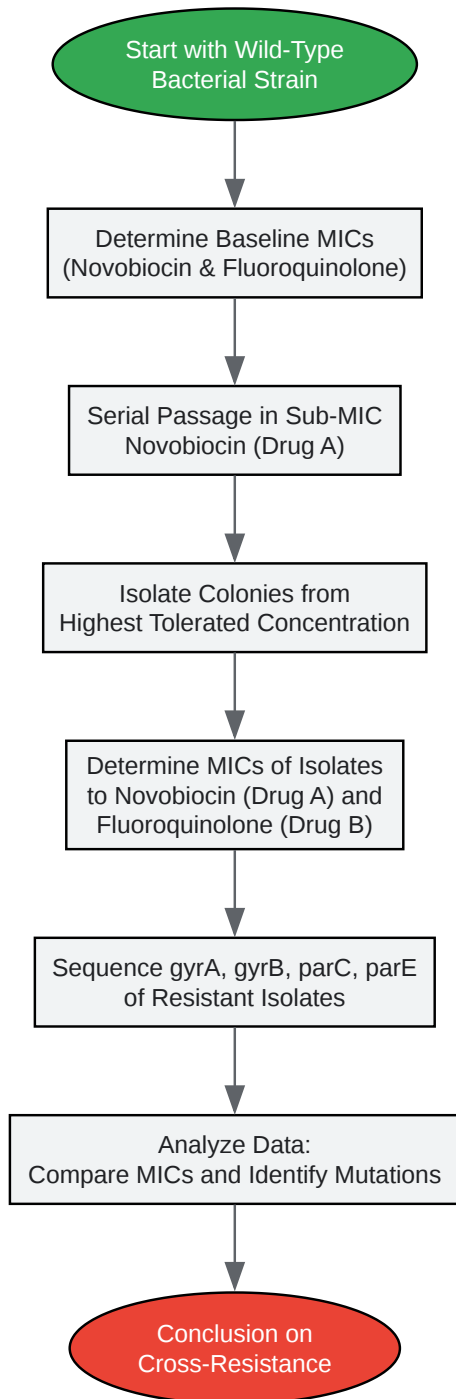 Start with Wild-Type
Bacterial Strain
Determine Baseline MICs
(Novobiocin & Fluoroquinolone)
Serial Passage in Sub-MIC
Novobiocin (Drug A)
Isolate Colonies from
Highest Tolerated Concentration
Determine MICs of Isolates
to Novobiocin (Drug A) and
Fluoroquinolone (Drug B)
Sequence gyrA, gyrB, parC, parE
of Resistant Isolates
Analyze Data:
Compare MICs and Identify Mutations
Conclusion on
Cross-Resistance